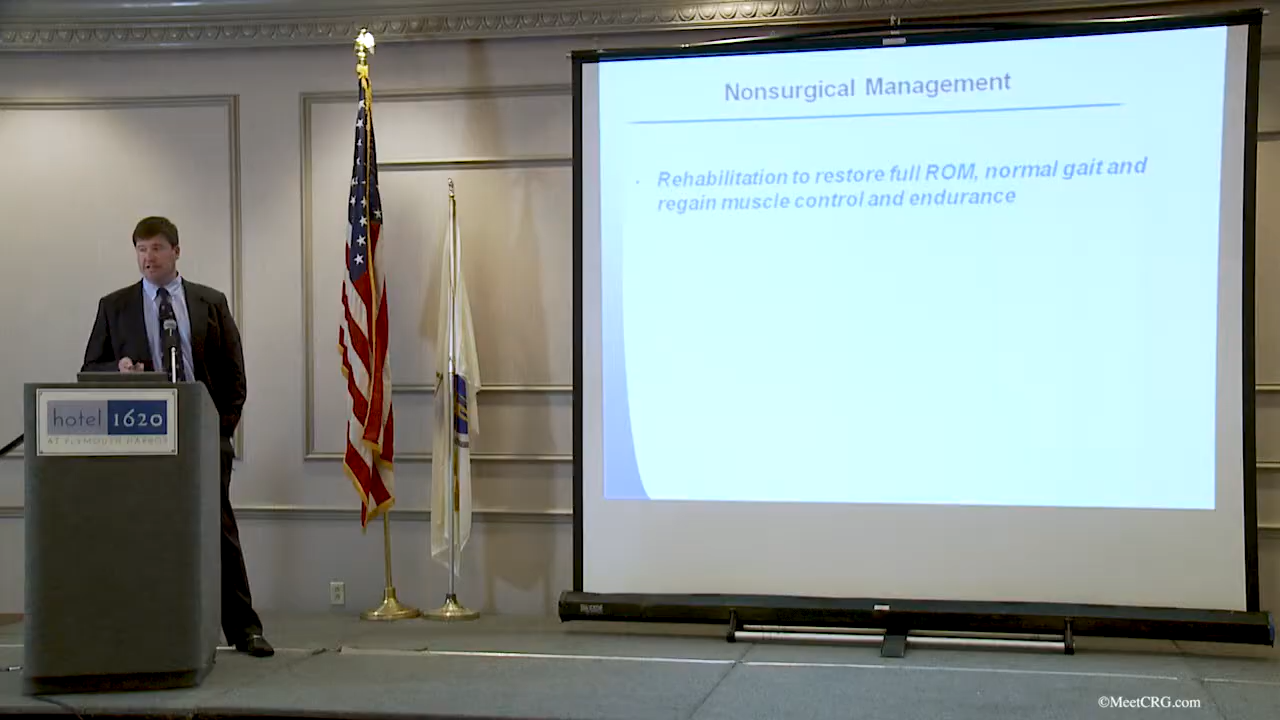 Nonsurgical Management
· Rehabilitation to restore full ROM, normal gait and
regain muscle control and endurance
hotel 1620
AT PLYMOUTH HARBOR
©MeetCRG.com